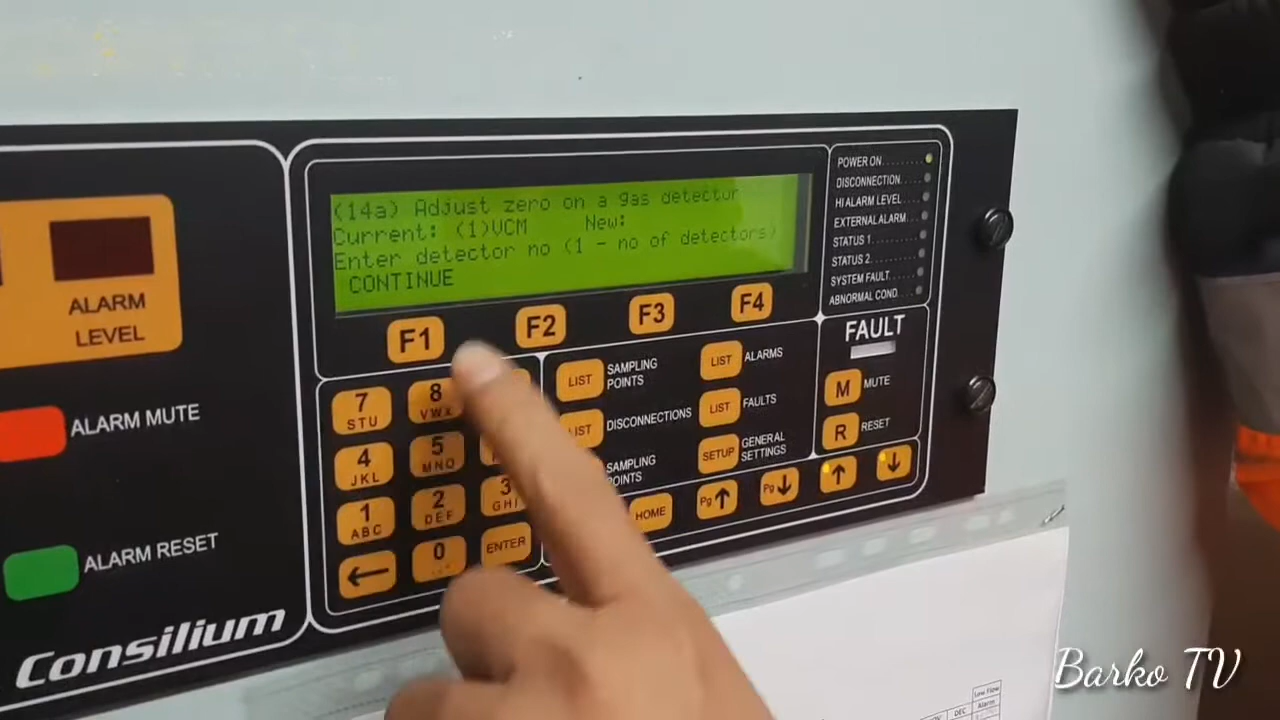 (14a) Adjust zero on a gas detector
Current: (1)VCM New:
Enter detector no (1 - no of detectors)
CONTINUE
F1
F2
F3
F4
POWER ON
DISCONNECTION
HI ALARM LEVEL
EXTERNAL ALARM
STATUS 1
STATUS 2
SYSTEM FAULT
ABNORMAL COND.
FAULT
M MUTE
R RESET
ALARM
LEVEL
ALARM MUTE
ALARM RESET
Consilium
7
STU
8
VWX
4
JKL
5
MNO
1
ABC
2
DEF
3
GHI
0
ENTER
LIST SAMPLING
POINTS
LIST ALARMS
LIST DISCONNECTIONS
LIST FAULTS
SAMPLING
POINTS
SETUP GENERAL
SETTINGS
HOME
Pg
Pg
Low Flow
Alarm
DEC
Barko TV